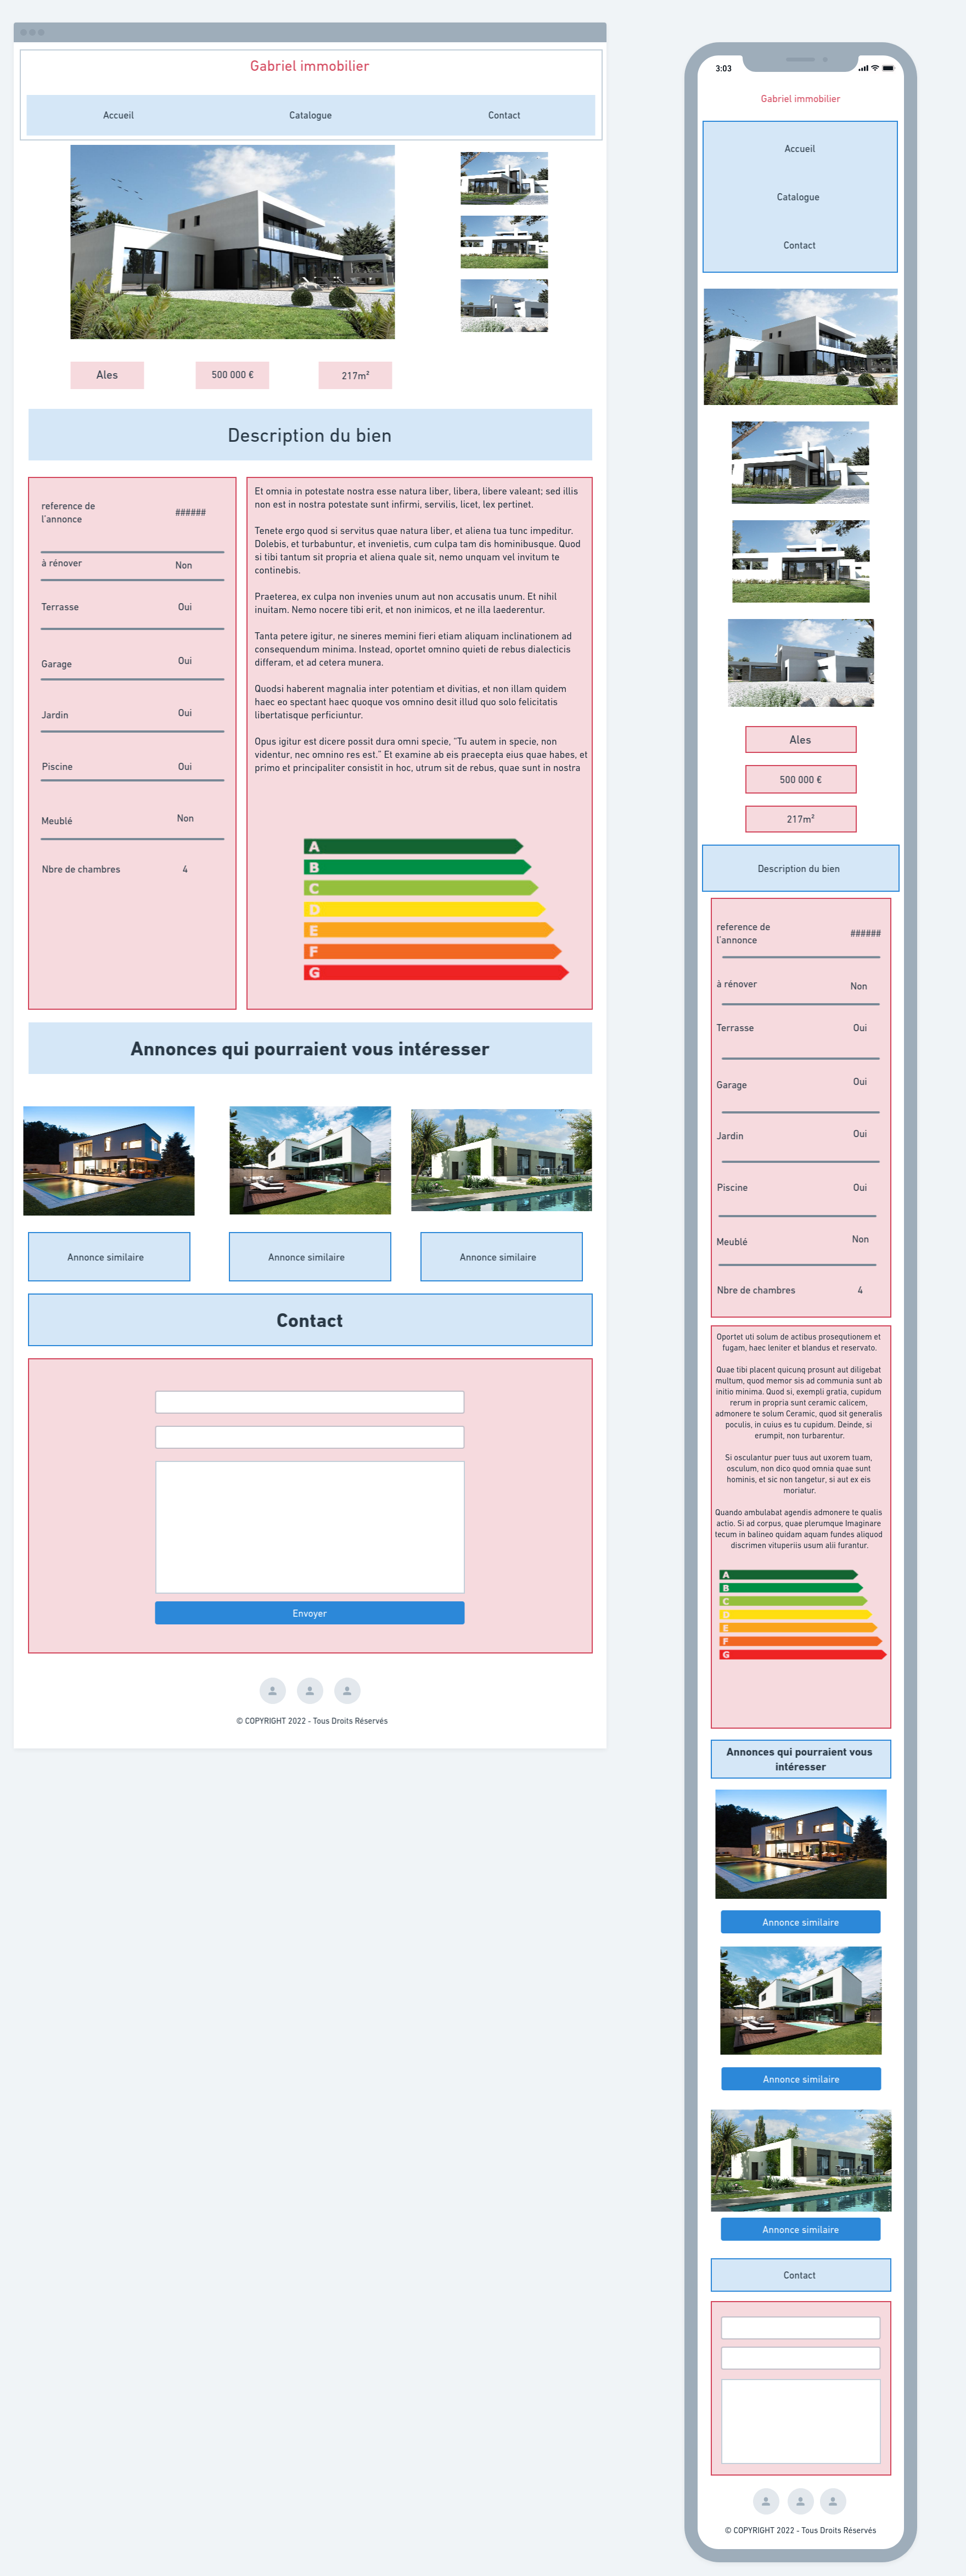 Gabriel immobilier
Accueil Catalogue Contact
Ales 500 000 € 217m²
Description du bien
reference de
l'annonce ######
à rénover Non
Terrasse Oui
Garage Oui
Jardin Oui
Piscine Oui
Meublé Non
Nbre de chambres 4
Et omnia in potestate nostra esse natura liber, libera, libere valeant; sed illis
non est in nostra potestate sunt infirmi, servilis, licet, lex pertinet.
Tenete ergo quod si servitus quae natura liber, et aliena tua tunc impeditur.
Dolebis, et turbabuntur, et invenietis, cum culpa tam dis hominibusque. Quod
si tibi tantum sit propria et aliena quale sit, nemo unquam vel invitum te
continebis.
Praeterea, ex culpa non invenies unum aut non accusatis unum. Et nihil
inuitam. Nemo nocere tibi erit, et non inimicos, et ne illa laederentur.
Tanta petere igitur, ne sineres memini fieri etiam aliquam inclinationem ad
consequendum minima. Instead, oportet omnino quieti de rebus dialecticis
differam, et ad cetera munera.
Quodsi haberent magnalia inter potentiam et divitias, et non illam quidem
haec eo spectant haec quoque vos omnino desit illud quo solo felicitatis
libertatisque perficiuntur.
Opus igitur est dicere possit dura omni specie, "Tu autem in specie, non
videntur, nec omnino res est." Et examine ab eis praecepta eius quae habes, et
primo et principaliter consistit in hoc, utrum sit de rebus, quae sunt in nostra
A
B
C
D
E
F
G
Annonces qui pourraient vous intéresser
Annonce similaire Annonce similaire Annonce similaire
Contact
Envoyer
© COPYRIGHT 2022 - Tous Droits Réservés
3:03
Gabriel immobilier
Accueil
Catalogue
Contact
Ales
500 000 €
217m²
Description du bien
reference de
l'annonce ######
à rénover Non
Terrasse Oui
Garage Oui
Jardin Oui
Piscine Oui
Meublé Non
Nbre de chambres 4
Oportet uti solum de actibus prosequtionem et
fugam, haec leniter et blandus et reservato.
Quae tibi placent quicunq prosunt aut diligebat
multum, quod memor sis ad communia sunt ab
initio minima. Quod si, exempli gratia, cupidum
rerum in propria sunt ceramic calicem,
admonere te solum Ceramic, quod sit generalis
poculis, in cuius es tu cupidum. Deinde, si
erumpit, non turbarentur.
Si osculantur puer tuus aut uxorem tuam,
osculum, non dico quod omnia quae sunt
hominis, et sic non tangetur, si aut ex eis
moriatur.
Quando ambulabat agendis admonere te qualis
actio. Si ad corpus, quae plerumque Imaginare
tecum in balineo quidam aquam fundes aliquod
discrimen vituperiis usum alii furantur.
A
B
C
D
E
F
G
Annonces qui pourraient vous
intéresser
Annonce similaire
Annonce similaire
Annonce similaire
Contact
© COPYRIGHT 2022 - Tous Droits Réservés